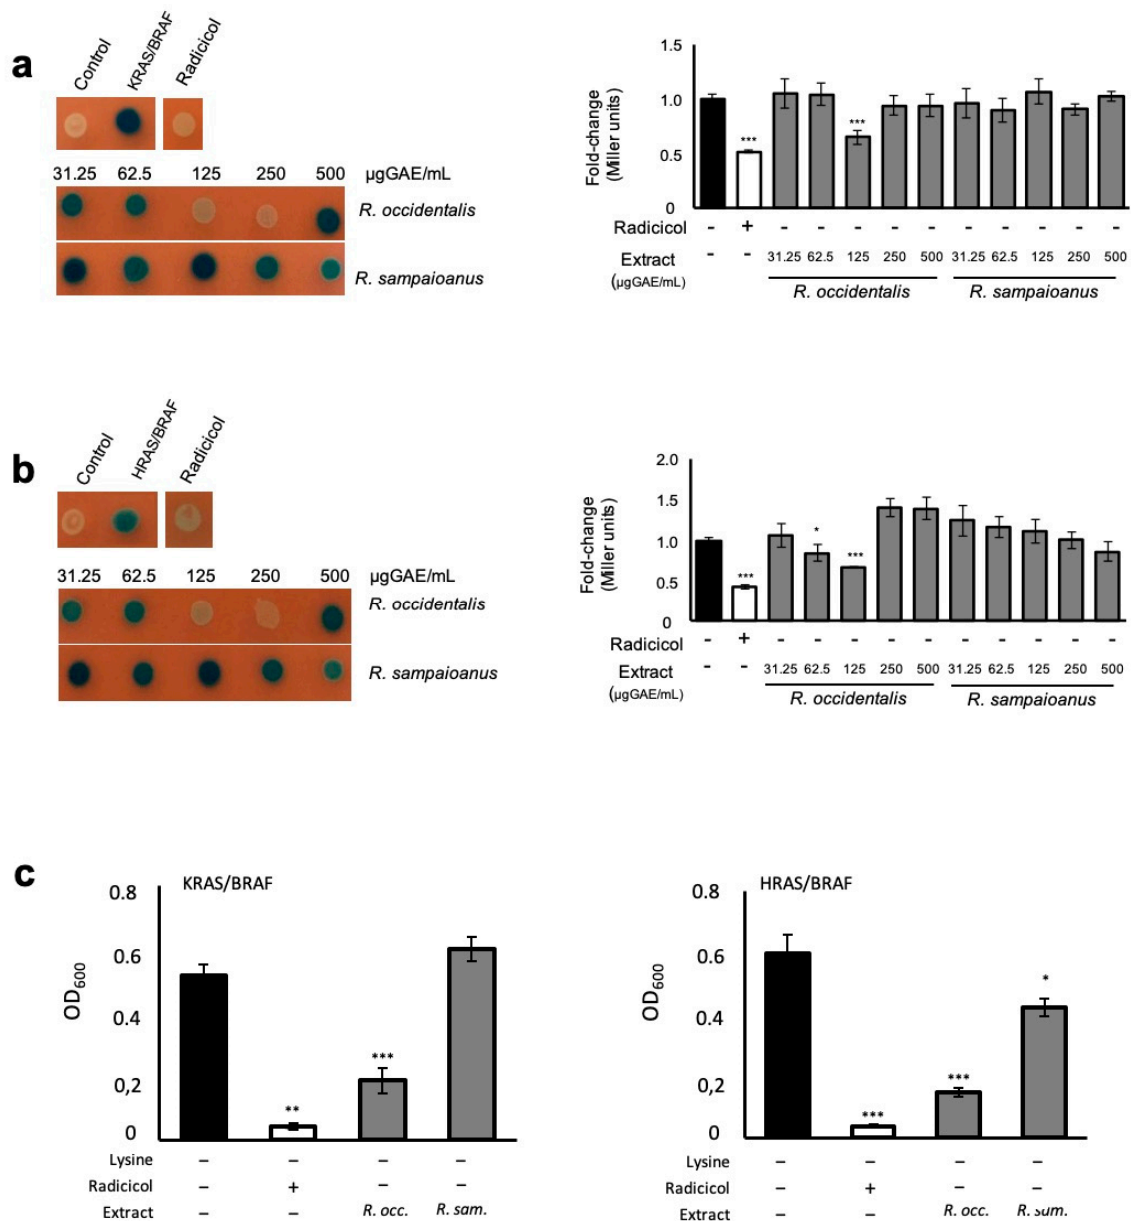 a
Control
KRAS/BRAF
Radicicol
31.25 62.5 125 250 500 µgGAE/mL
R. occidentalis
R. sampaioanus
Fold-change
(Miller units)
1.5
1.0
0.5
0
***
***
Radicicol - + - - - - - - - - - -
Extract - - 31.25 62.5 125 250 500 31.25 62.5 125 250 500
(µgGAE/mL)
R. occidentalis R. sampaioanus
b
Control
HRAS/BRAF
Radicicol
31.25 62.5 125 250 500 µgGAE/mL
R. occidentalis
R. sampaioanus
Fold-change
(Miller units)
2.0
1.5
1.0
0.5
0
***
*
***
Radicicol - + - - - - - - - - - -
Extract - - 31.25 62.5 125 250 500 31.25 62.5 125 250 500
(µgGAE/mL)
R. occidentalis R. sampaioanus
c
KRAS/BRAF
OD600
0.8
0.6
0.4
0,2
0
**
***
Lysine – – – –
Radicicol – + – –
Extract – – R. occ. R. sam.
HRAS/BRAF
OD600
0.8
0.6
0.4
0,2
0
***
***
*
Lysine – – – –
Radicicol – + – –
Extract – – R. occ. R. sam.